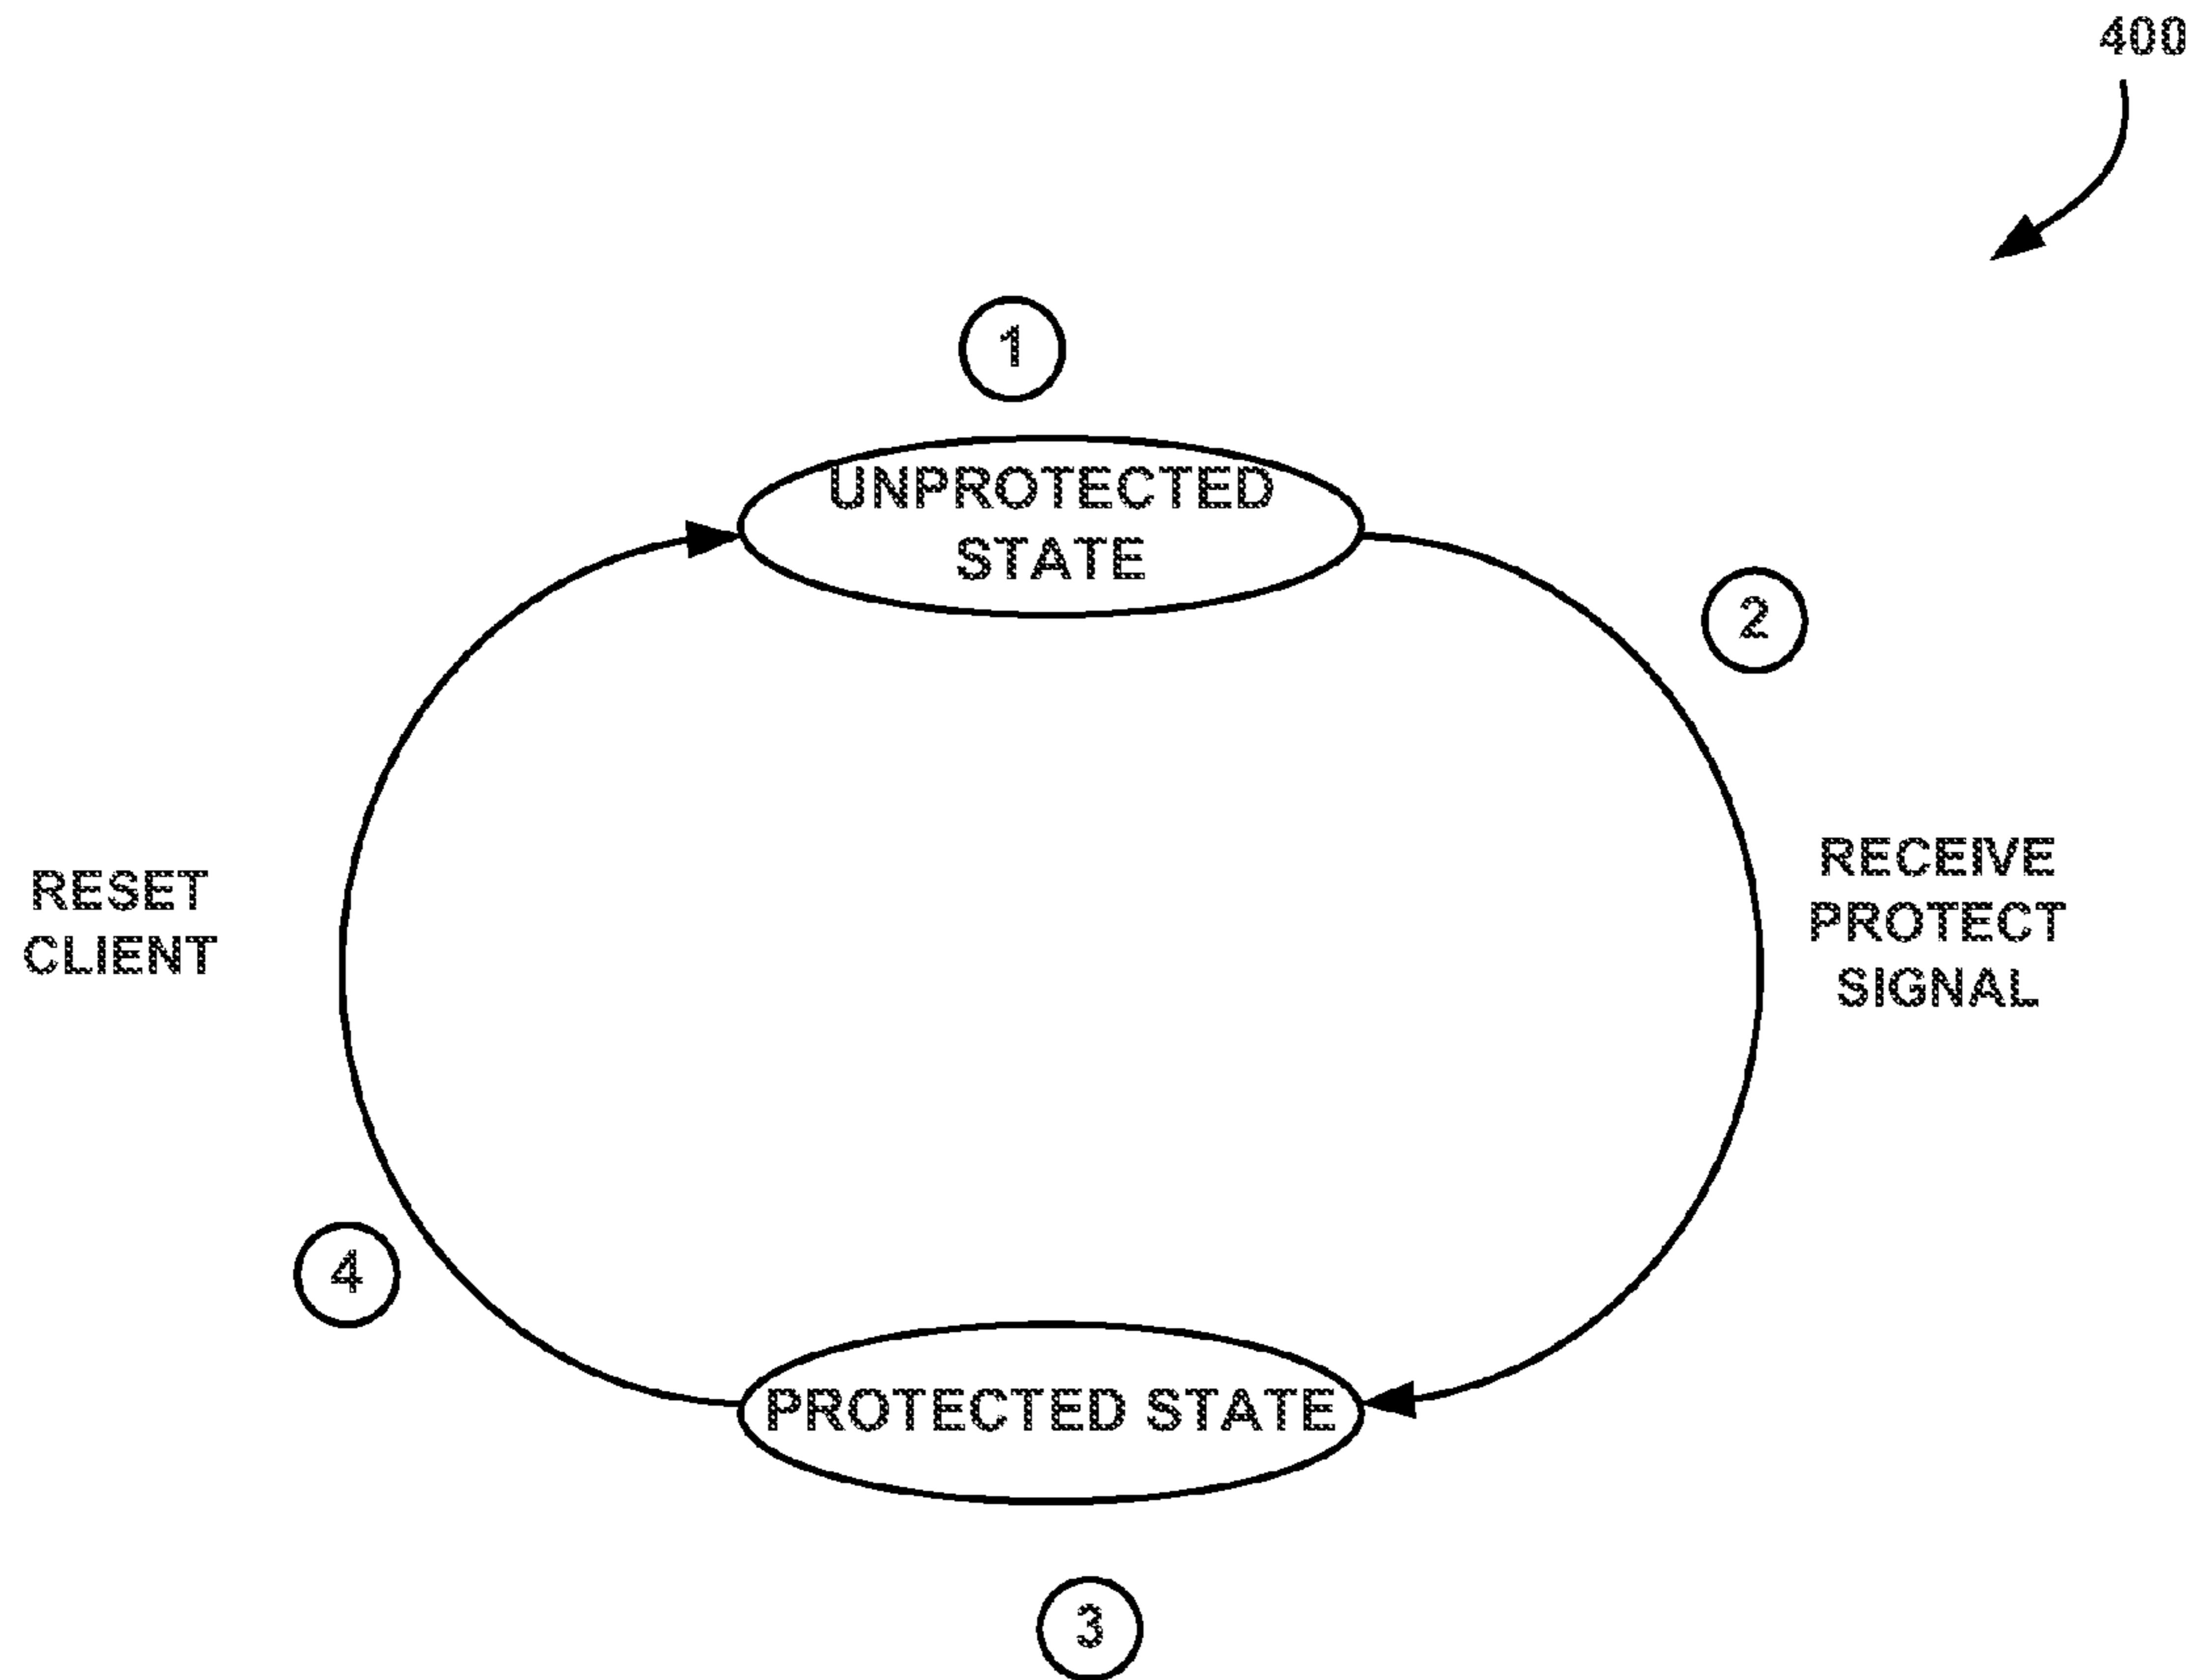 400
1
UNPROTECTED
STATE
2
RECEIVE
PROTECT
SIGNAL
RESET
CLIENT
4
PROTECTED STATE
3